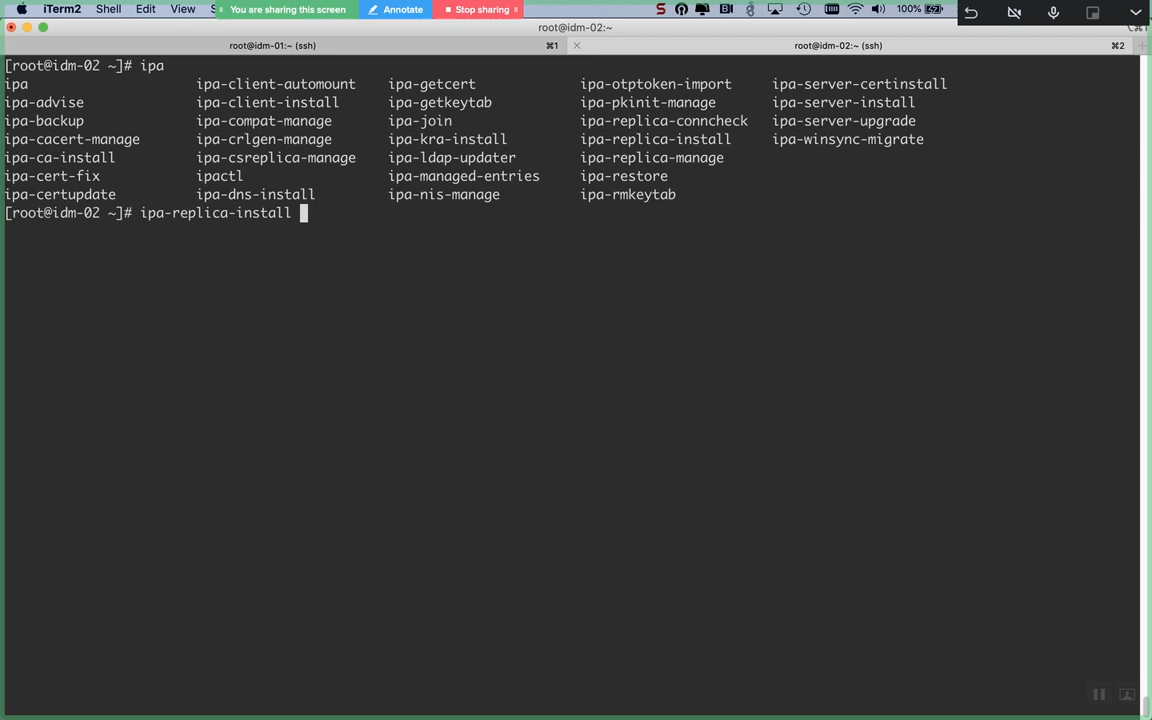 iTerm2 Shell Edit View S You are sharing this screen Annotate Stop sharing 100%
root@idm-02:~ ⌥⌘1
root@idm-01:~ (ssh) ⌘1 root@idm-02:~ (ssh) ⌘2
[root@idm-02 ~]# ipa
ipa ipa-client-automount ipa-getcert ipa-otptoken-import ipa-server-certinstall
ipa-advise ipa-client-install ipa-getkeytab ipa-pkinit-manage ipa-server-install
ipa-backup ipa-compat-manage ipa-join ipa-replica-conncheck ipa-server-upgrade
ipa-cacert-manage ipa-crlgen-manage ipa-kra-install ipa-replica-install ipa-winsync-migrate
ipa-ca-install ipa-csreplica-manage ipa-ldap-updater ipa-replica-manage
ipa-cert-fix ipactl ipa-managed-entries ipa-restore
ipa-certupdate ipa-dns-install ipa-nis-manage ipa-rmkeytab
[root@idm-02 ~]# ipa-replica-install